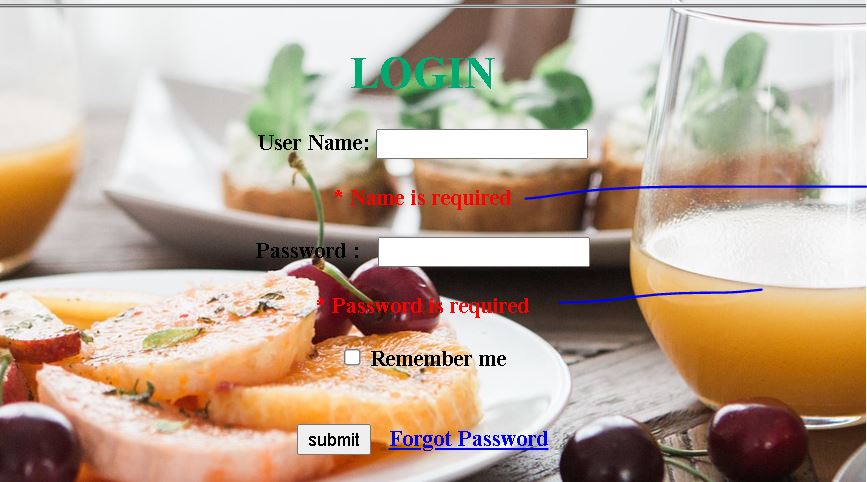 LOGIN
User Name:
* Name is required
Password :
* Password is required
Remember me
submit Forgot Password